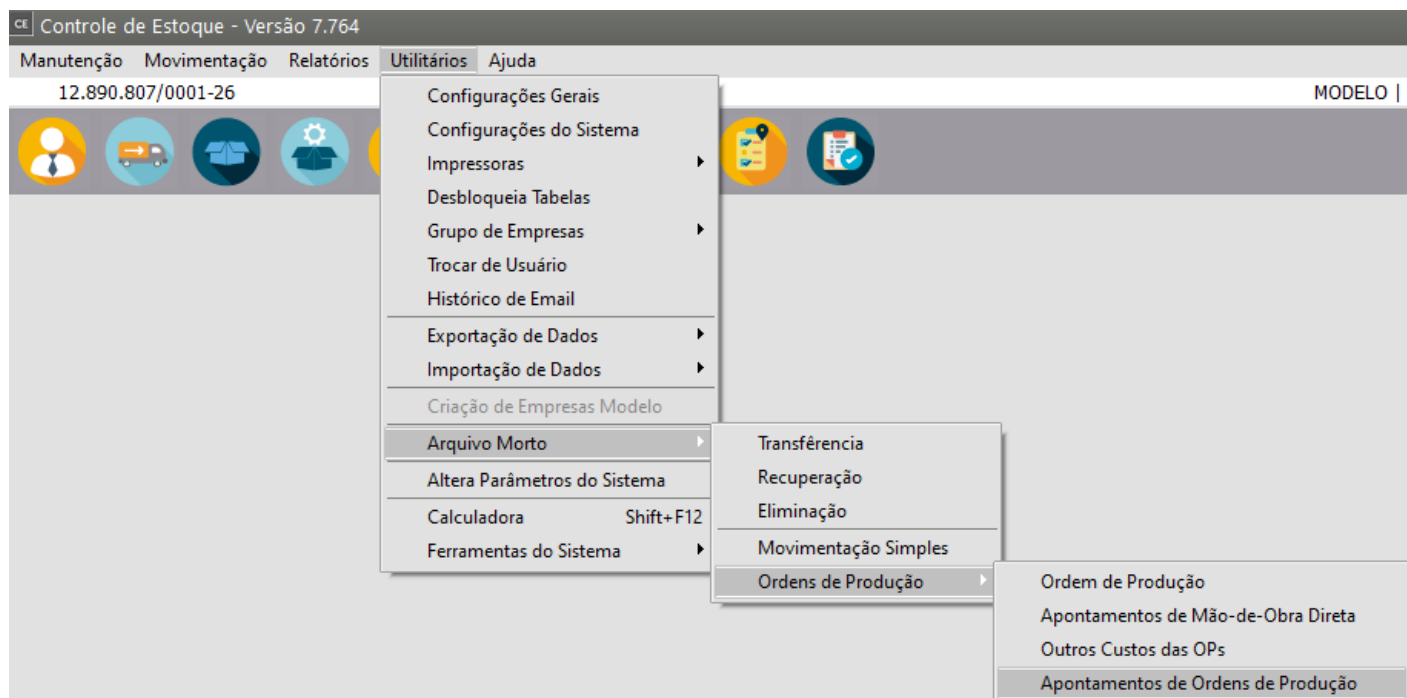 CE Controle de Estoque - Versão 7.764
Manutenção Movimentação Relatórios Utilitários Ajuda
12.890.807/0001-26 MODELO |
Configurações Gerais
Configurações do Sistema
Impressoras
Desbloqueia Tabelas
Grupo de Empresas
Trocar de Usuário
Histórico de Email
Exportação de Dados
Importação de Dados
Criação de Empresas Modelo
Arquivo Morto
Altera Parâmetros do Sistema
Calculadora Shift+F12
Ferramentas do Sistema
Transfêrencia
Recuperação
Eliminação
Movimentação Simples
Ordens de Produção
Ordem de Produção
Apontamentos de Mão-de-Obra Direta
Outros Custos das OPs
Apontamentos de Ordens de Produção